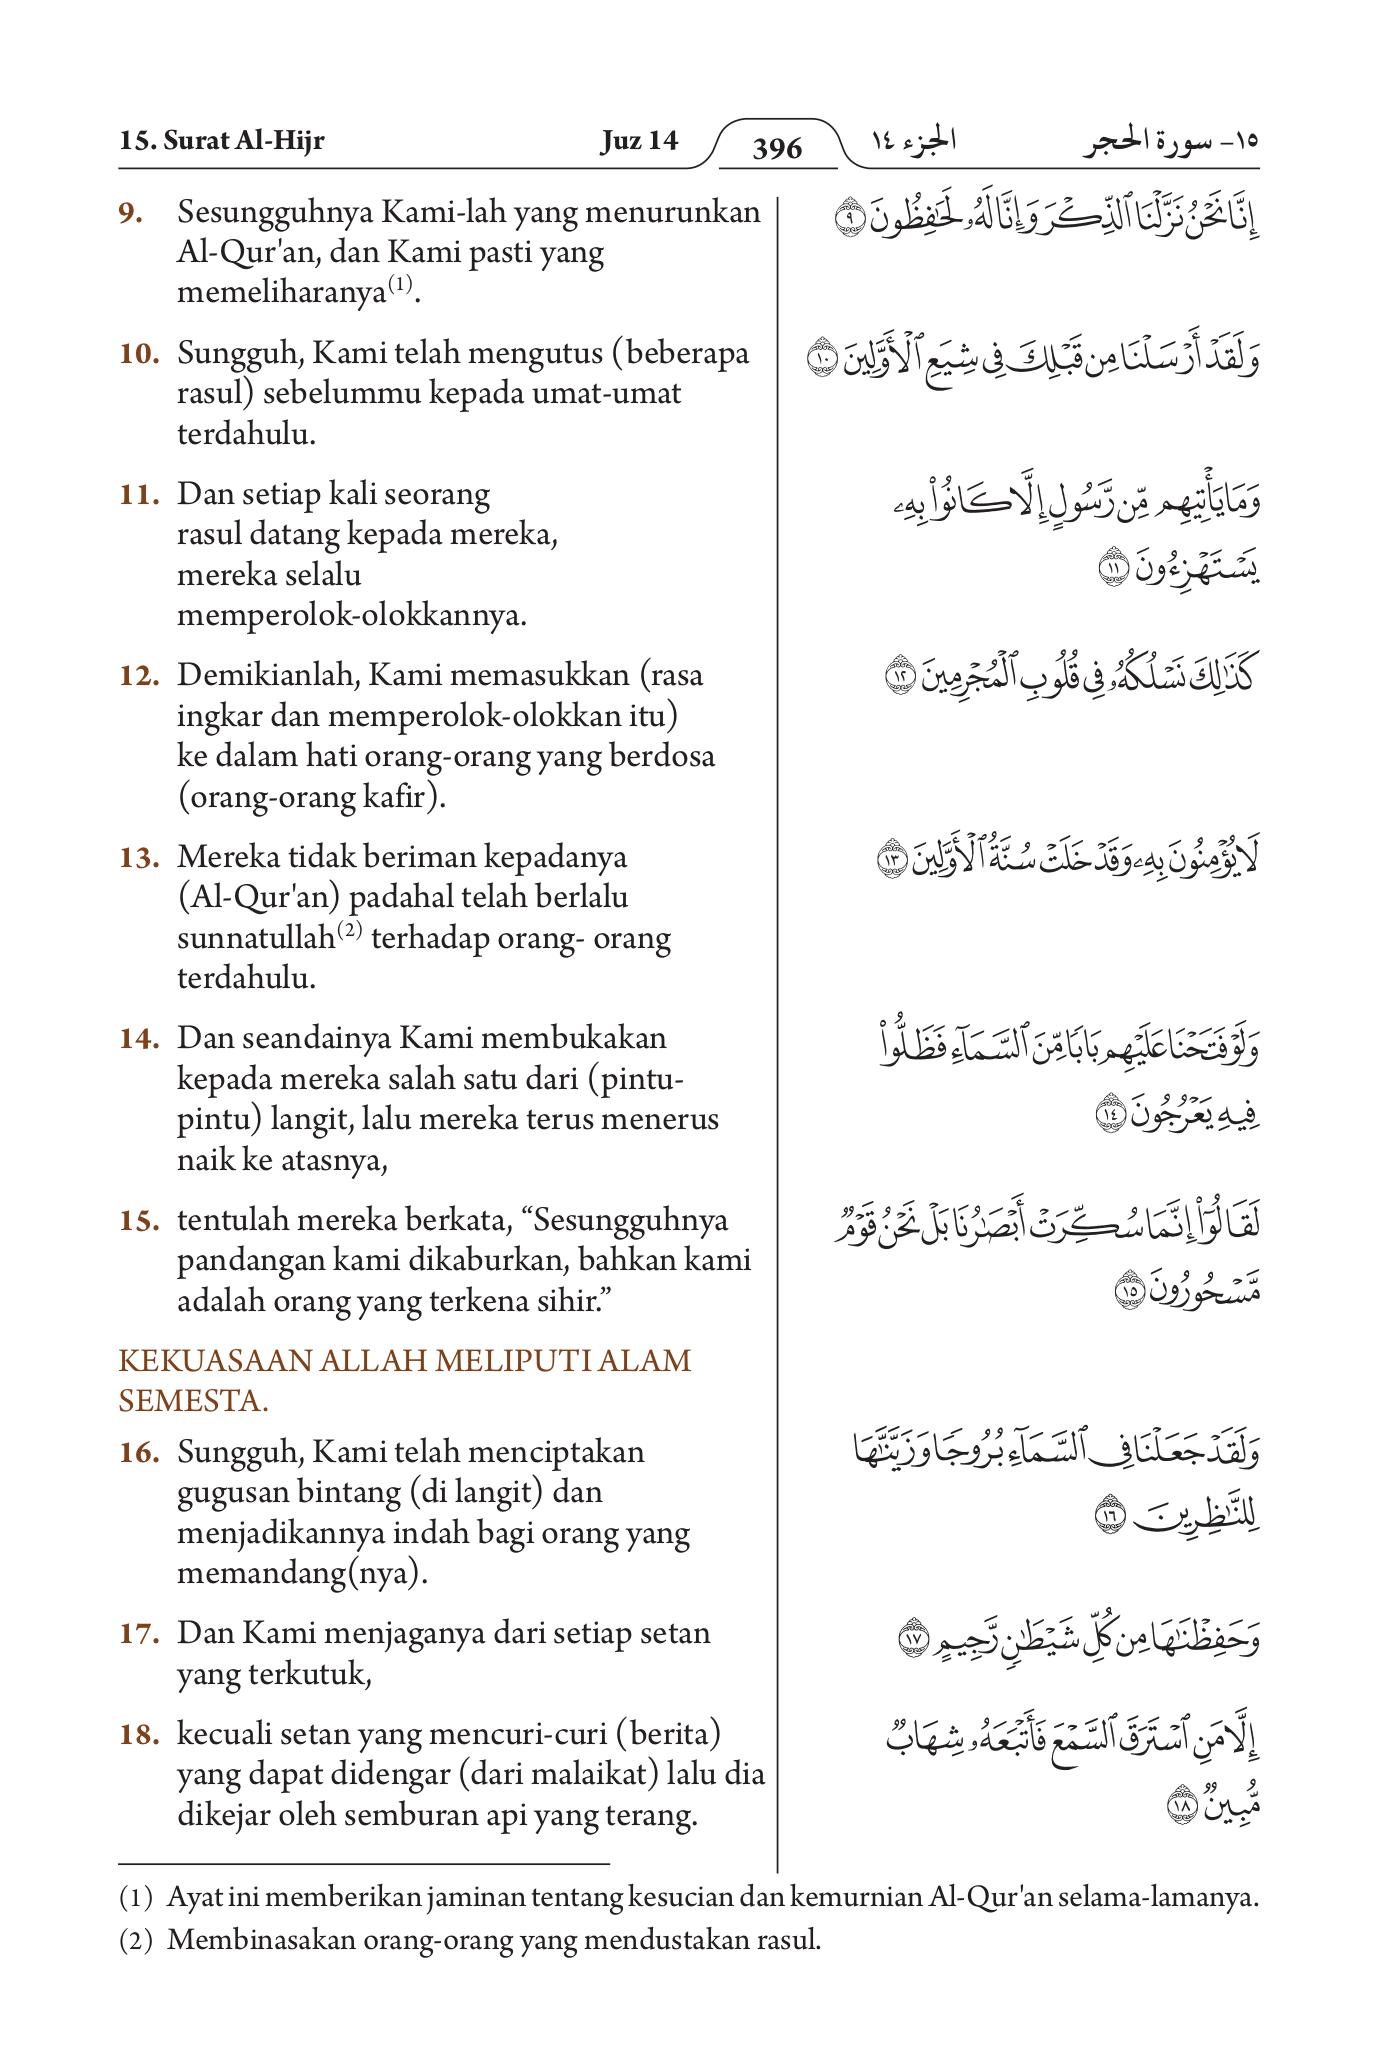 15. Surat Al-Hijr
Juz 14
396
الجزء ١٤
١٥- سورة الحجر
9. Sesungguhnya Kami-lah yang menurunkan
Al-Qur'an, dan Kami pasti yang
memeliharanya(1).
10. Sungguh, Kami telah mengutus (beberapa
rasul) sebelummu kepada umat-umat
terdahulu.
11. Dan setiap kali seorang
rasul datang kepada mereka,
mereka selalu
memperolok-olokkannya.
12. Demikianlah, Kami memasukkan (rasa
ingkar dan memperolok-olokkan itu)
ke dalam hati orang-orang yang berdosa
(orang-orang kafir).
13. Mereka tidak beriman kepadanya
(Al-Qur'an) padahal telah berlalu
sunnatullah(2) terhadap orang- orang
terdahulu.
14. Dan seandainya Kami membukakan
kepada mereka salah satu dari (pintu-
pintu) langit, lalu mereka terus menerus
naik ke atasnya,
15. tentulah mereka berkata, “Sesungguhnya
pandangan kami dikaburkan, bahkan kami
adalah orang yang terkena sihir.”
KEKUASAAN ALLAH MELIPUTI ALAM
SEMESTA.
16. Sungguh, Kami telah menciptakan
gugusan bintang (di langit) dan
menjadikannya indah bagi orang yang
memandang(nya).
17. Dan Kami menjaganya dari setiap setan
yang terkutuk,
18. kecuali setan yang mencuri-curi (berita)
yang dapat didengar (dari malaikat) lalu dia
dikejar oleh semburan api yang terang.
إِنَّا نَحْنُ نَزَّلْنَا ٱلذِّكْرَ وَإِنَّا لَهُۥ لَحَٰفِظُونَ ٩
وَلَقَدْ أَرْسَلْنَا مِن قَبْلِكَ فِى شِيَعِ ٱلْأَوَّلِينَ ١٠
وَمَا يَأْتِيهِم مِّن رَّسُولٍ إِلَّا كَانُوا۟ بِهِۦ
يَسْتَهْزِءُونَ ١١
كَذَٰلِكَ نَسْلُكُهُۥ فِى قُلُوبِ ٱلْمُجْرِمِينَ ١٢
لَا يُؤْمِنُونَ بِهِۦ وَقَدْ خَلَتْ سُنَّةُ ٱلْأَوَّلِينَ ١٣
وَلَوْ فَتَحْنَا عَلَيْهِم بَابًا مِّنَ ٱلسَّمَآءِ فَظَلُّوا۟
فِيهِ يَعْرُجُونَ ١٤
لَقَالُوٓا۟ إِنَّمَا سُكِّرَتْ أَبْصَٰرُنَا بَلْ نَحْنُ قَوْمٌ
مَّسْحُورُونَ ١٥
وَلَقَدْ جَعَلْنَا فِى ٱلسَّمَآءِ بُرُوجًا وَزَيَّنَّٰهَا
لِلنَّٰظِرِينَ ١٦
وَحَفِظْنَٰهَا مِن كُلِّ شَيْطَٰنٍ رَّجِيمٍ ١٧
إِلَّا مَنِ ٱسْتَرَقَ ٱلسَّمْعَ فَأَتْبَعَهُۥ شِهَابٌ
مُّبِينٌ ١٨
(1) Ayat ini memberikan jaminan tentang kesucian dan kemurnian Al-Qur'an selama-lamanya.
(2) Membinasakan orang-orang yang mendustakan rasul.